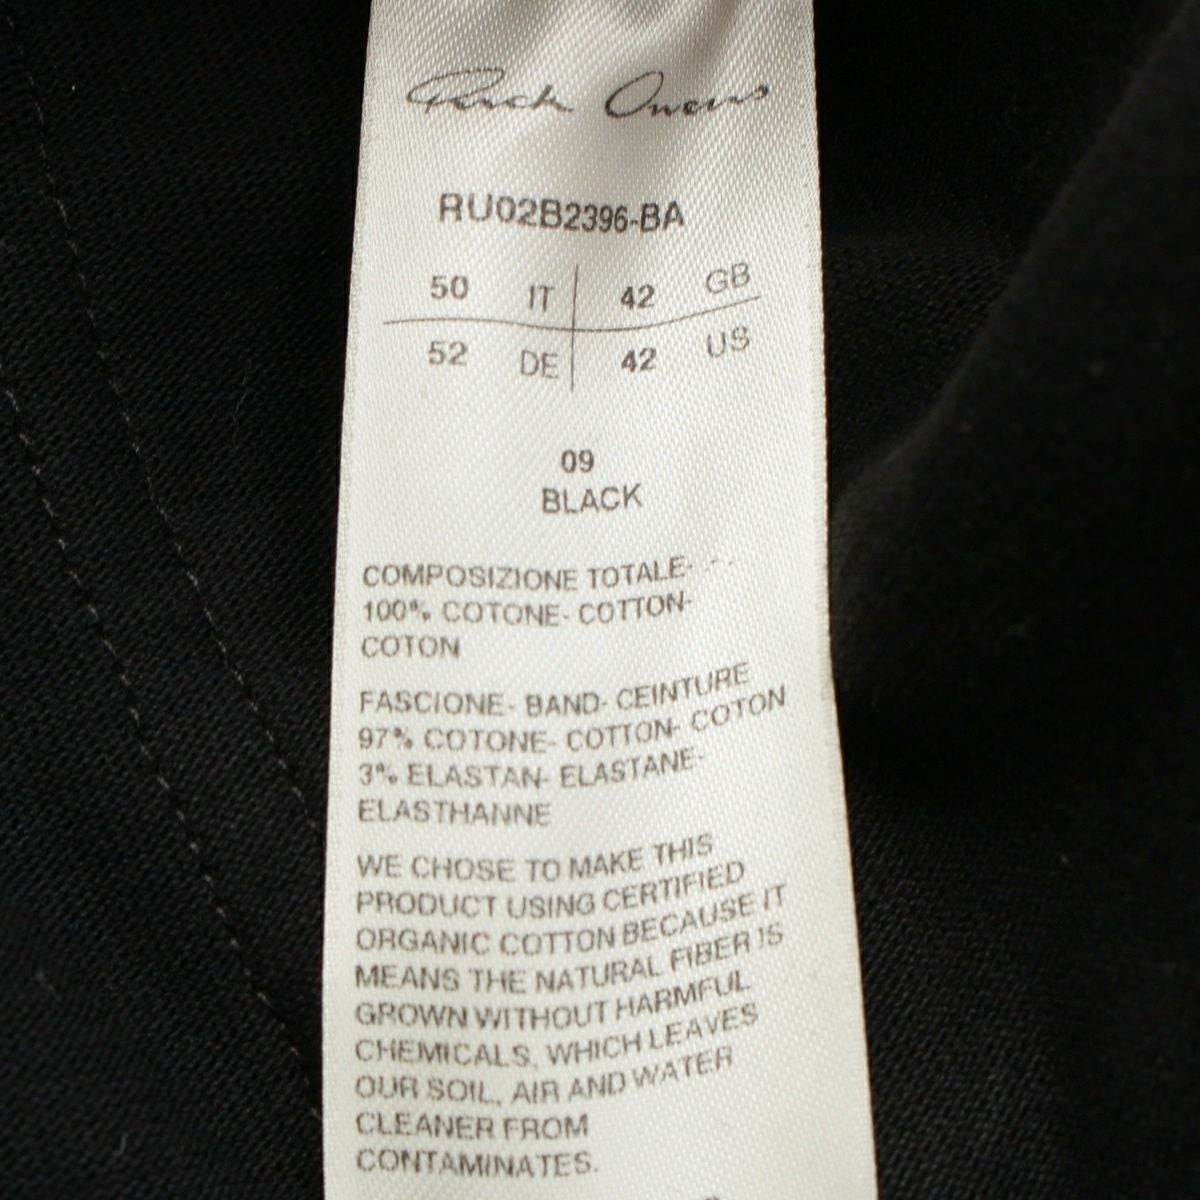 Rick Owens
RU02B2396-BA
50 IT 42 GB
52 DE 42 US
09
BLACK
COMPOSIZIONE TOTALE- - -
100% COTONE- COTTON-
COTON
FASCIONE- BAND- CEINTURE
97% COTONE- COTTON- COTON
3% ELASTAN- ELASTANE-
ELASTHANNE
WE CHOSE TO MAKE THIS
PRODUCT USING CERTIFIED
ORGANIC COTTON BECAUSE IT
MEANS THE NATURAL FIBER IS
GROWN WITHOUT HARMFUL
CHEMICALS, WHICH LEAVES
OUR SOIL, AIR AND WATER
CLEANER FROM
CONTAMINATES.